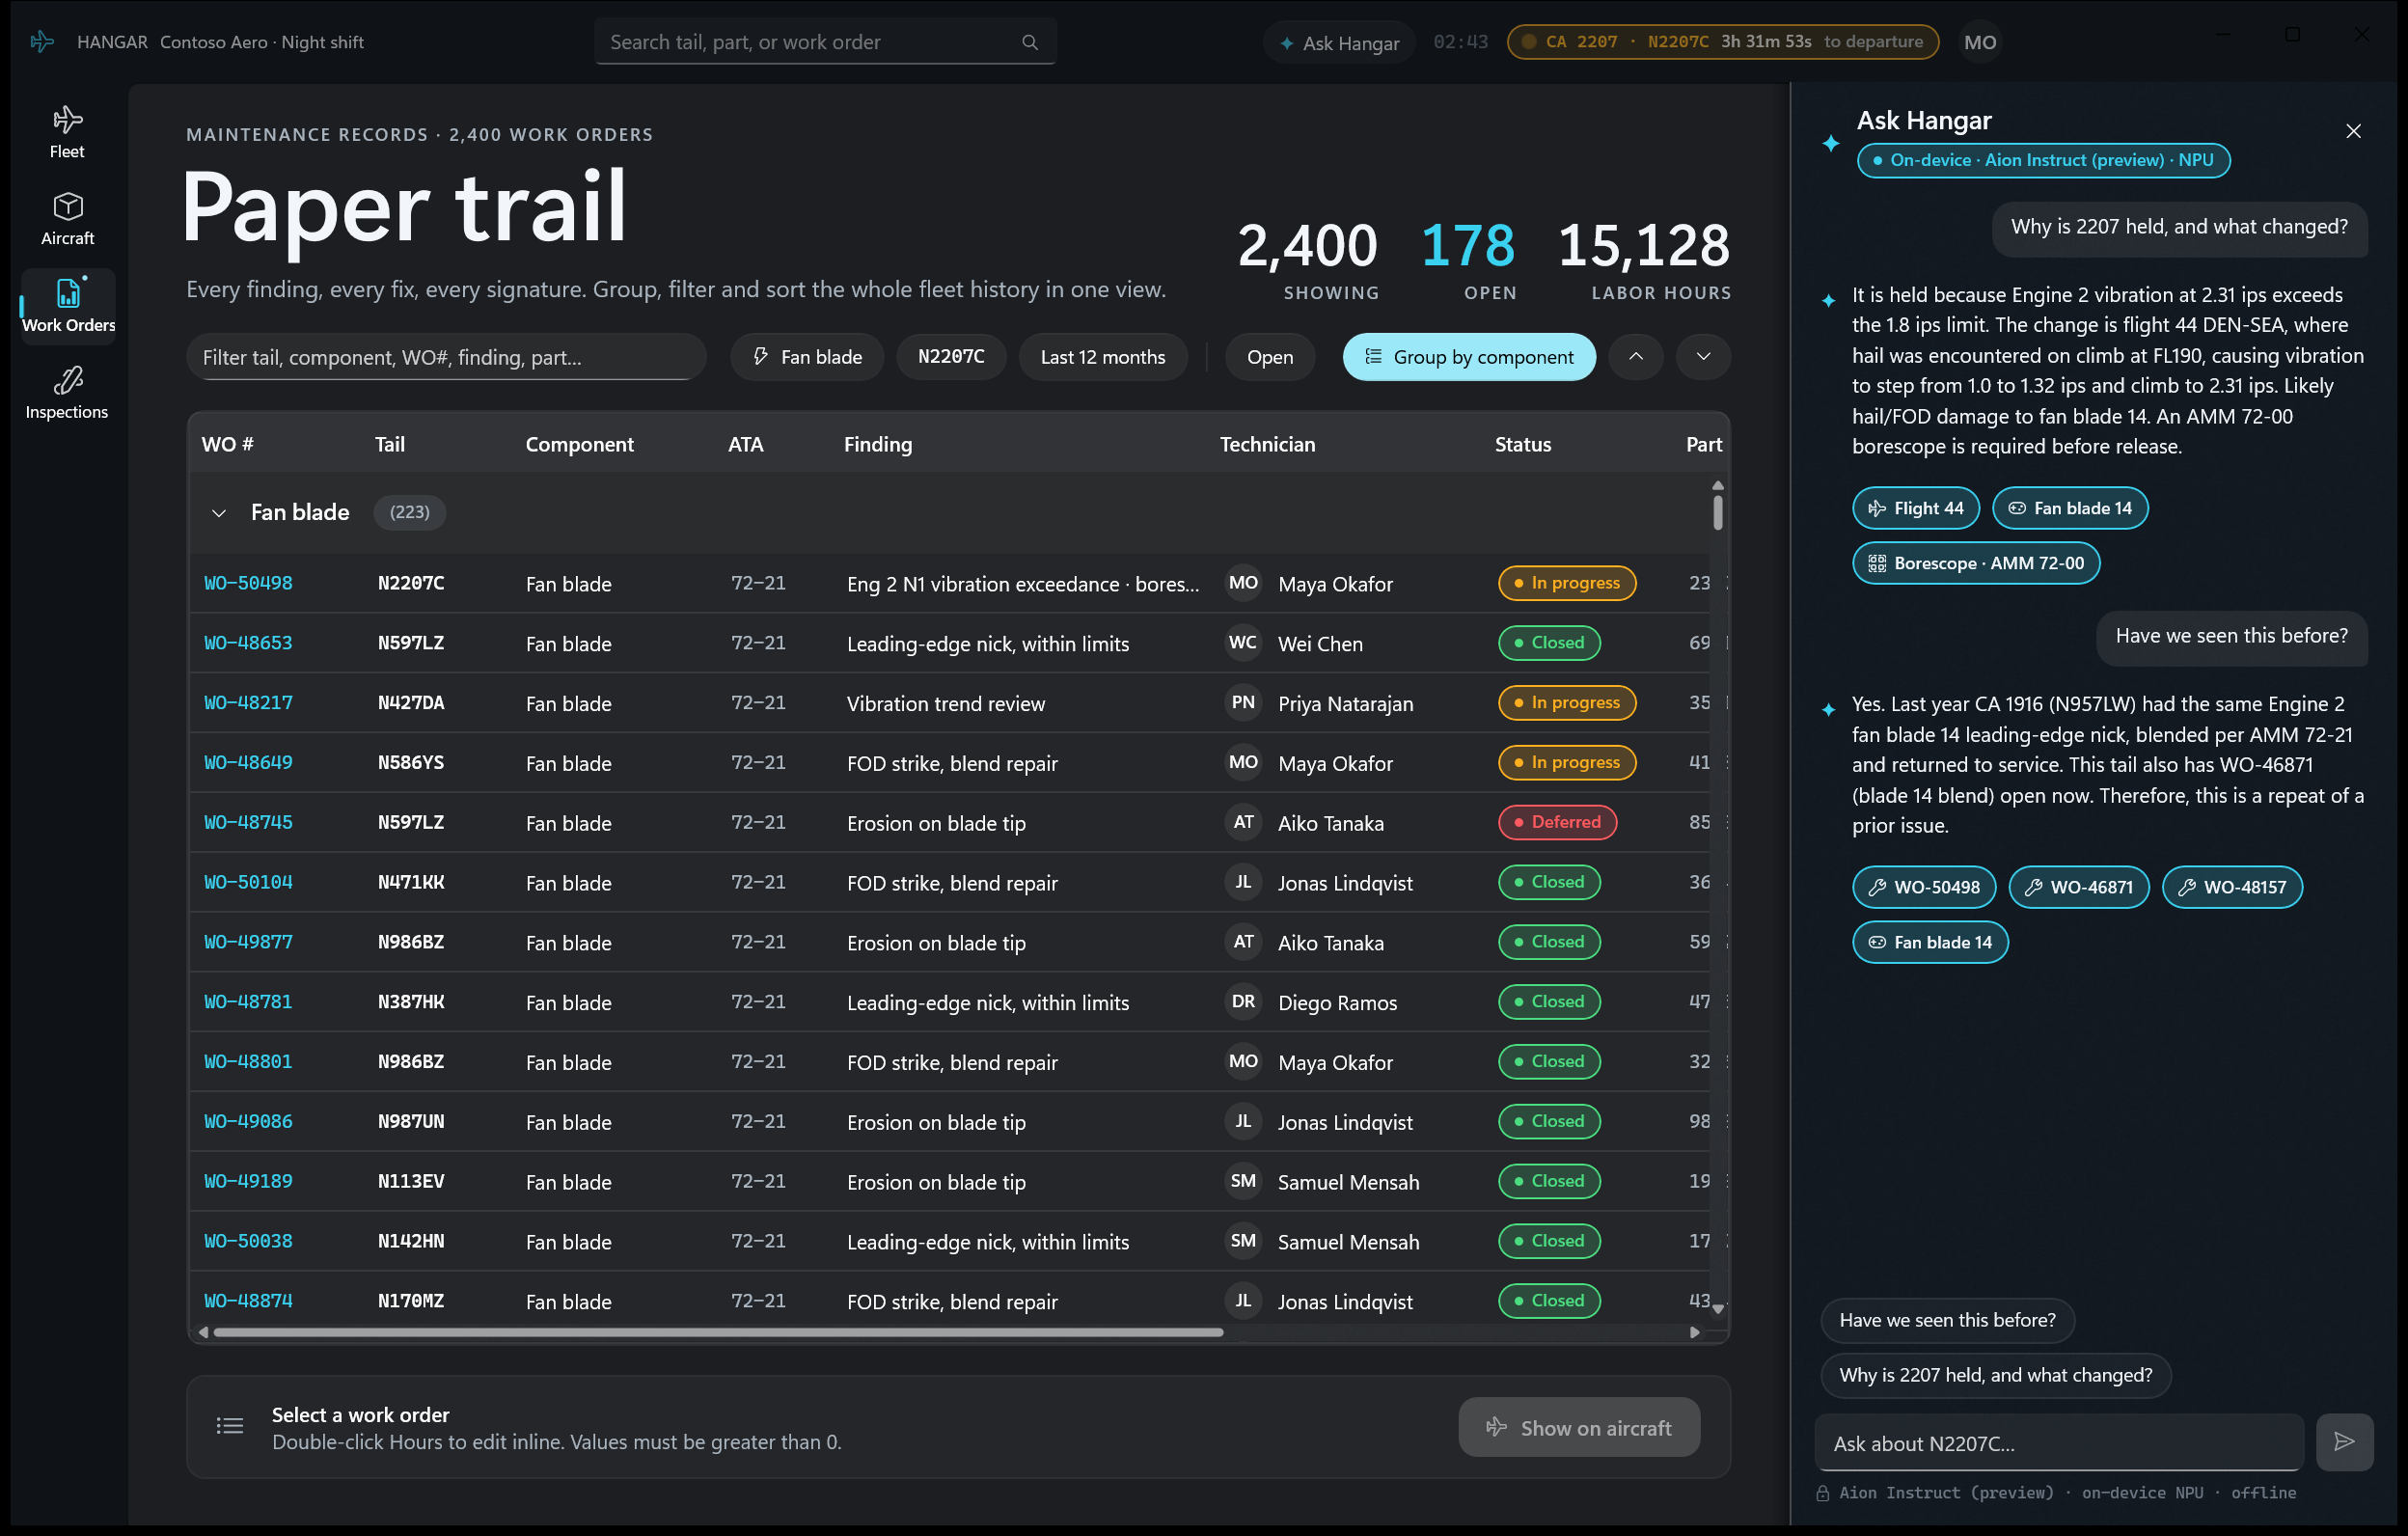 HANGAR Contoso Aero · Night shift
Search tail, part, or work order
Ask Hangar
02:43
CA 2207 · N2207C 3h 31m 53s to departure
MO
Fleet
Aircraft
Work Orders
Inspections
MAINTENANCE RECORDS · 2,400 WORK ORDERS
Paper trail
Every finding, every fix, every signature. Group, filter and sort the whole fleet history in one view.
2,400 178 15,128
SHOWING OPEN LABOR HOURS
Filter tail, component, WO#, finding, part...
Fan blade
N2207C
Last 12 months
Open
Group by component
WO # Tail Component ATA Finding Technician Status Part
Fan blade (223)
WO-50498 N2207C Fan blade 72-21 Eng 2 N1 vibration exceedance · bores... MO Maya Okafor In progress 23
WO-48653 N597LZ Fan blade 72-21 Leading-edge nick, within limits WC Wei Chen Closed 69
WO-48217 N427DA Fan blade 72-21 Vibration trend review PN Priya Natarajan In progress 35
WO-48649 N586YS Fan blade 72-21 FOD strike, blend repair MO Maya Okafor In progress 41
WO-48745 N597LZ Fan blade 72-21 Erosion on blade tip AT Aiko Tanaka Deferred 85
WO-50104 N471KK Fan blade 72-21 FOD strike, blend repair JL Jonas Lindqvist Closed 36
WO-49877 N986BZ Fan blade 72-21 Erosion on blade tip AT Aiko Tanaka Closed 59
WO-48781 N387HK Fan blade 72-21 Leading-edge nick, within limits DR Diego Ramos Closed 47
WO-48801 N986BZ Fan blade 72-21 FOD strike, blend repair MO Maya Okafor Closed 32
WO-49086 N987UN Fan blade 72-21 Erosion on blade tip JL Jonas Lindqvist Closed 98
WO-49189 N113EV Fan blade 72-21 Erosion on blade tip SM Samuel Mensah Closed 19
WO-50038 N142HN Fan blade 72-21 Leading-edge nick, within limits SM Samuel Mensah Closed 17
WO-48874 N170MZ Fan blade 72-21 FOD strike, blend repair JL Jonas Lindqvist Closed 43
Select a work order
Double-click Hours to edit inline. Values must be greater than 0.
Show on aircraft
Ask Hangar
On-device · Aion Instruct (preview) · NPU
Why is 2207 held, and what changed?
It is held because Engine 2 vibration at 2.31 ips exceeds
the 1.8 ips limit. The change is flight 44 DEN-SEA, where
hail was encountered on climb at FL190, causing vibration
to step from 1.0 to 1.32 ips and climb to 2.31 ips. Likely
hail/FOD damage to fan blade 14. An AMM 72-00
borescope is required before release.
Flight 44
Fan blade 14
Borescope · AMM 72-00
Have we seen this before?
Yes. Last year CA 1916 (N957LW) had the same Engine 2
fan blade 14 leading-edge nick, blended per AMM 72-21
and returned to service. This tail also has WO-46871
(blade 14 blend) open now. Therefore, this is a repeat of a
prior issue.
WO-50498
WO-46871
WO-48157
Fan blade 14
Have we seen this before?
Why is 2207 held, and what changed?
Ask about N2207C...
Aion Instruct (preview) · on-device NPU · offline